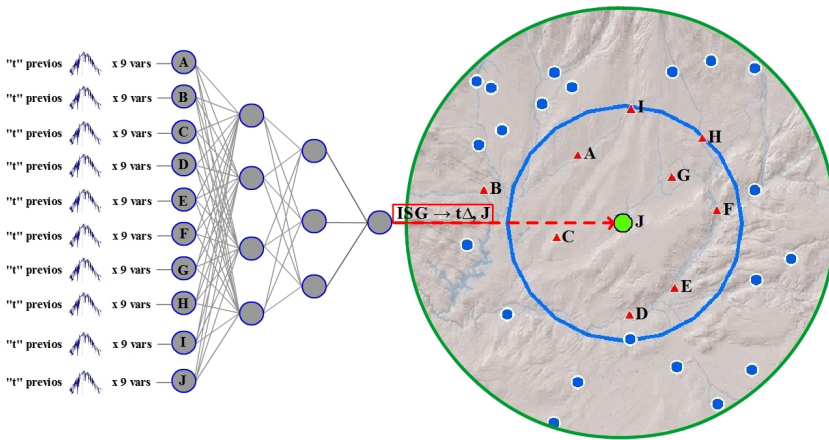 "t" previos x 9 vars A
"t" previos x 9 vars B
"t" previos x 9 vars C
"t" previos x 9 vars D
"t" previos x 9 vars E
"t" previos x 9 vars F
"t" previos x 9 vars G
"t" previos x 9 vars H
"t" previos x 9 vars I
"t" previos x 9 vars J
ISG → tΔ, J
I
H
A
G
B
F
J
C
E
D